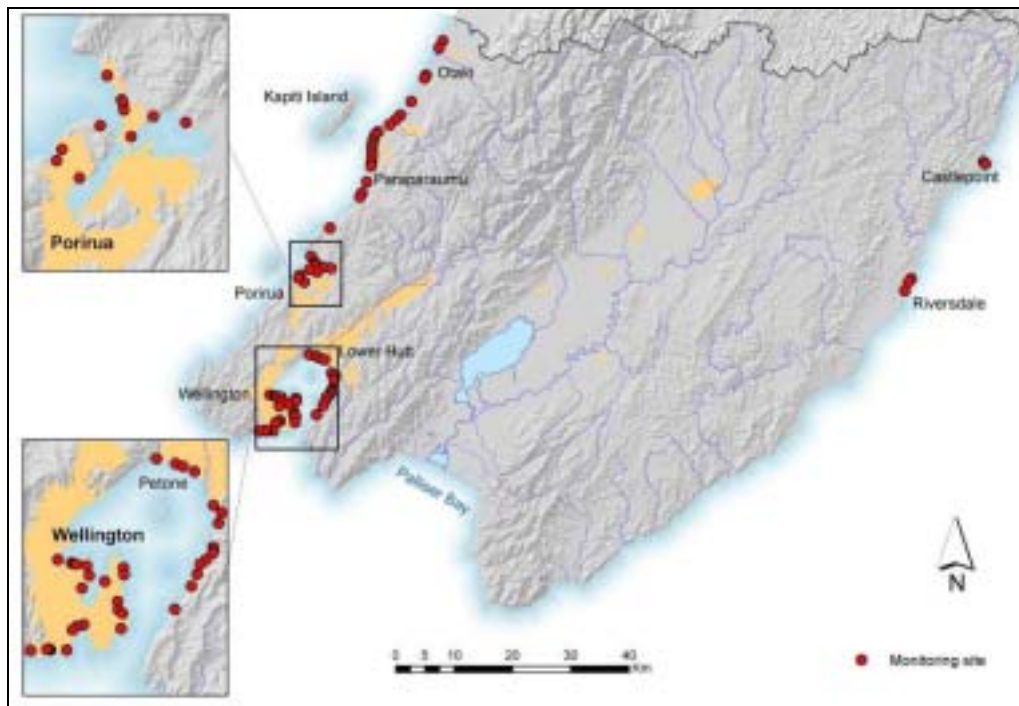 Otaki
Kapiti Island
Paraparaumu
Castlepoint
Porirua
Porirua
Riversdale
Lower Hutt
Wellington
Petone
Wellington
Palliser Bay
N
0 5 10 20 30 40
Km
Monitoring site